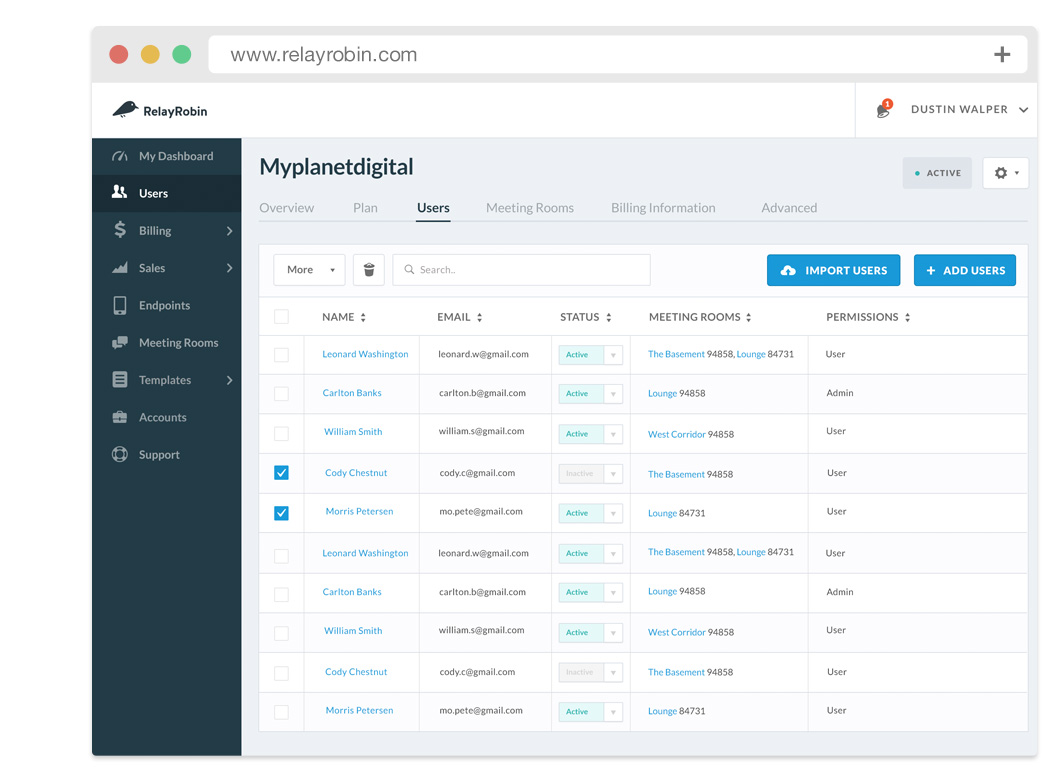 www.relayrobin.com
RelayRobin
1
DUSTIN WALPER
My Dashboard
Users
Billing
Sales
Endpoints
Meeting Rooms
Templates
Accounts
Support
Myplanetdigital
ACTIVE
Overview Plan Users Meeting Rooms Billing Information Advanced
More Search.. IMPORT USERS + ADD USERS
NAME EMAIL STATUS MEETING ROOMS PERMISSIONS
Leonard Washington leonard.w@gmail.com Active The Basement 94858, Lounge 84731 User
Carlton Banks carlton.b@gmail.com Active Lounge 94858 Admin
William Smith william.s@gmail.com Active West Corridor 94858 User
Cody Chestnut cody.c@gmail.com Inactive The Basement 94858 User
Morris Petersen mo.pete@gmail.com Active Lounge 84731 User
Leonard Washington leonard.w@gmail.com Active The Basement 94858, Lounge 84731 User
Carlton Banks carlton.b@gmail.com Active Lounge 94858 Admin
William Smith william.s@gmail.com Active West Corridor 94858 User
Cody Chestnut cody.c@gmail.com Inactive The Basement 94858 User
Morris Petersen mo.pete@gmail.com Active Lounge 84731 User